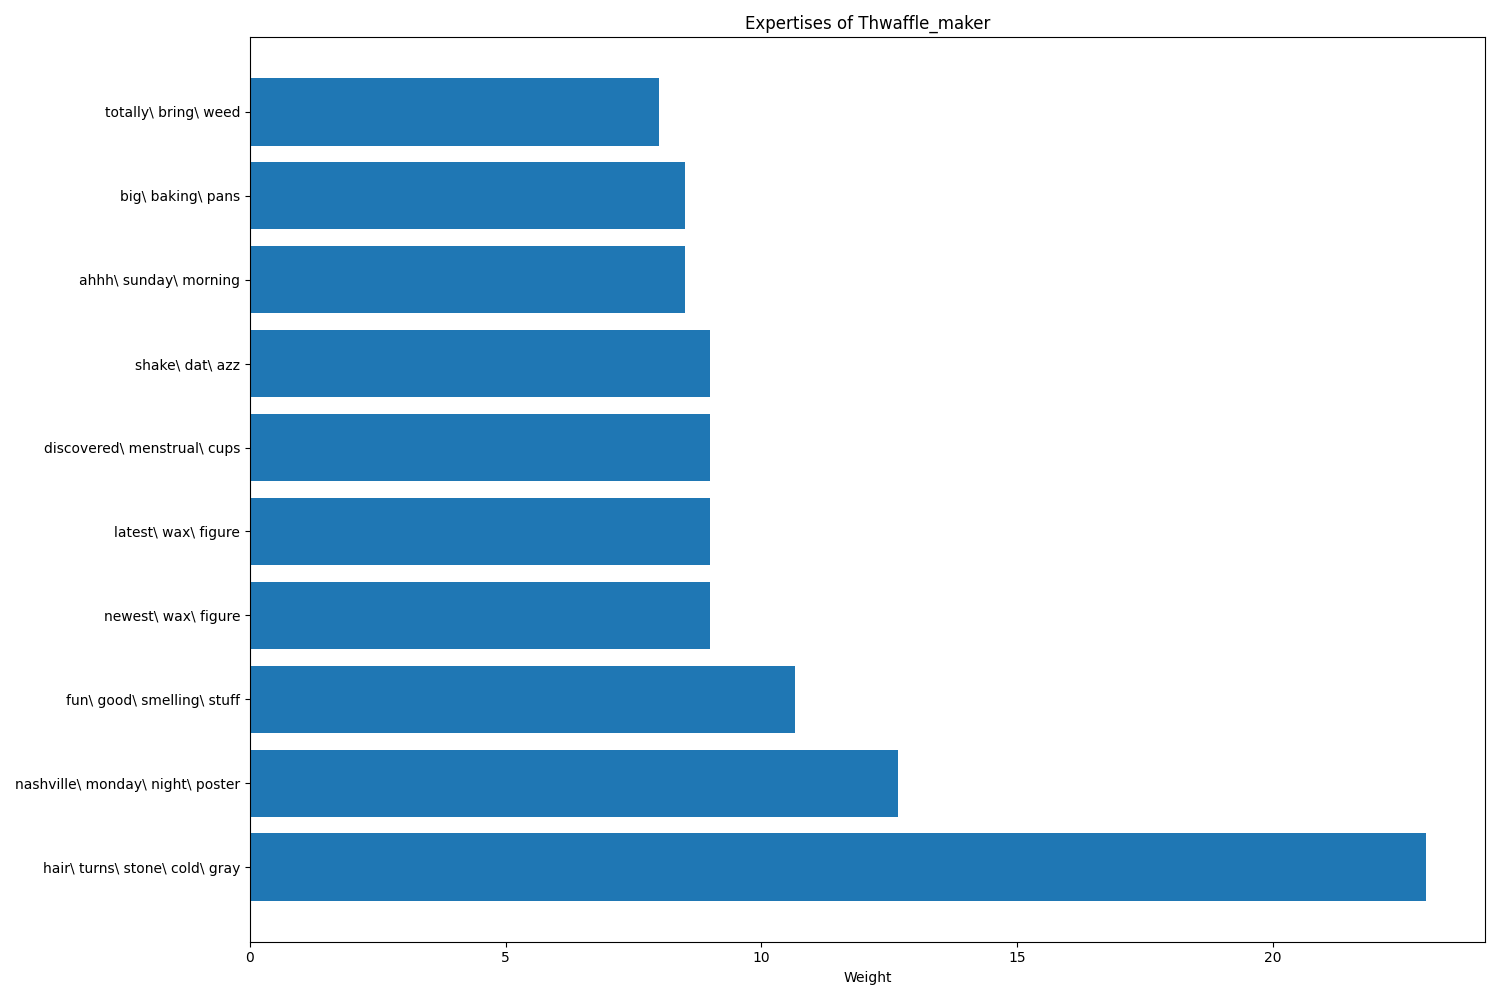 Expertises of Thwaffle_maker
totally\ bring\ weed
big\ baking\ pans
ahhh\ sunday\ morning
shake\ dat\ azz
discovered\ menstrual\ cups
latest\ wax\ figure
newest\ wax\ figure
fun\ good\ smelling\ stuff
nashville\ monday\ night\ poster
hair\ turns\ stone\ cold\ gray
0 5 10 15 20
Weight